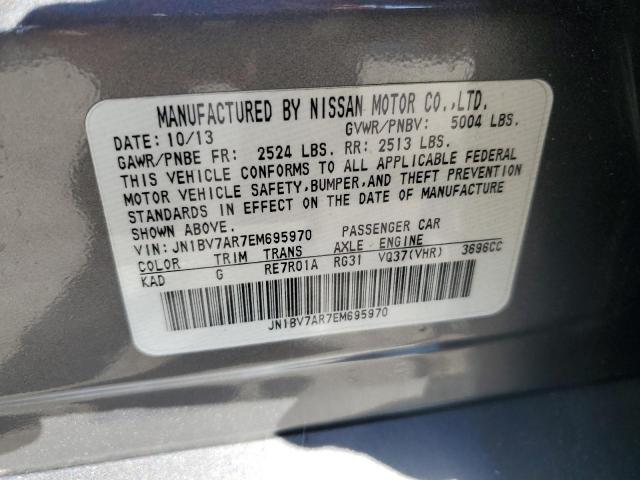 MANUFACTURED BY NISSAN MOTOR CO.,LTD.
DATE: 10/13 GVWR/PNBV: 5004 LBS.
GAWR/PNBE FR: 2524 LBS. RR: 2513 LBS.
THIS VEHICLE CONFORMS TO ALL APPLICABLE FEDERAL
MOTOR VEHICLE SAFETY, BUMPER, AND THEFT PREVENTION
STANDARDS IN EFFECT ON THE DATE OF MANUFACTURE
SHOWN ABOVE.
VIN: JN1BV7AR7EM695970 PASSENGER CAR
COLOR TRIM TRANS AXLE ENGINE
KAD G RE7R01A RG31 VQ37(VHR) 3696CC
JN1BV7AR7EM695970